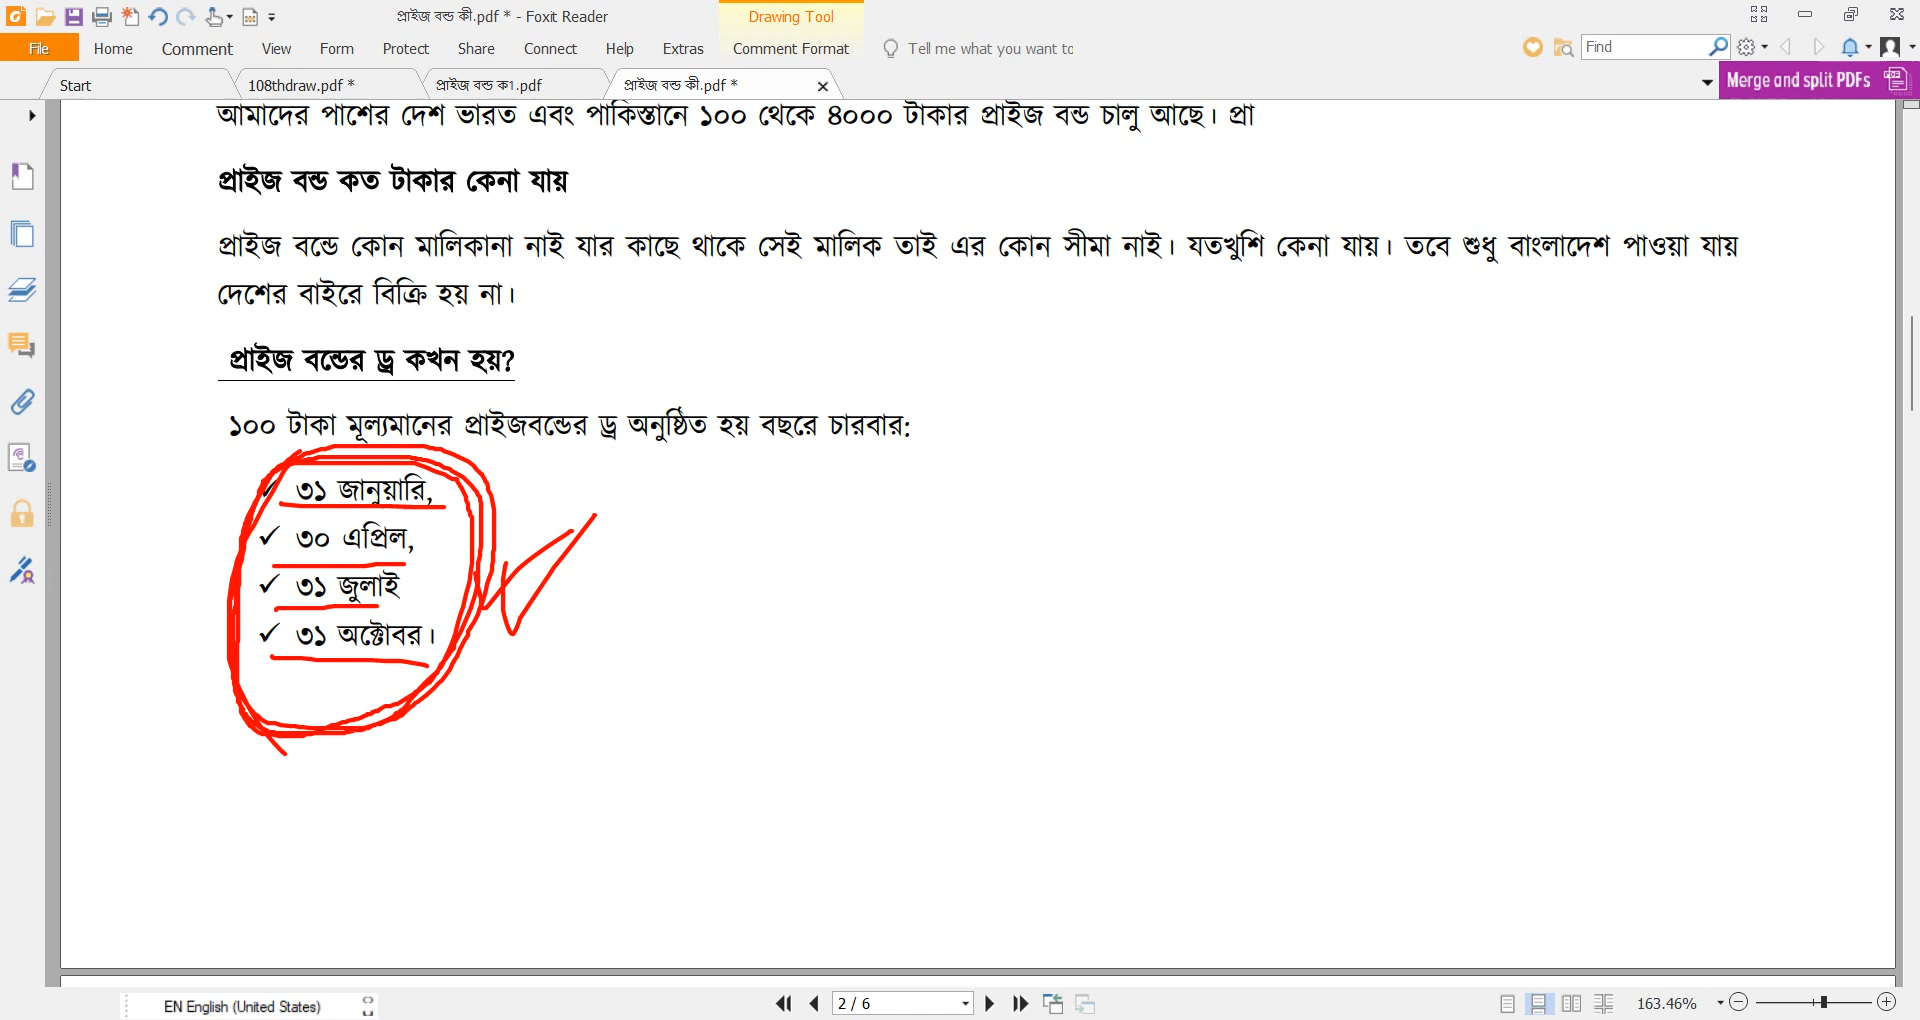 প্রাইজ বন্ড কী.pdf * - Foxit Reader
Drawing Tool
File Home Comment View Form Protect Share Connect Help Extras Comment Format Tell me what you want to Find
Start 108thdraw.pdf * প্রাইজ বন্ড ক1.pdf প্রাইজ বন্ড কী.pdf * Merge and split PDFs
আমাদের পাশের দেশ ভারত এবং পাকিস্তানে ১০০ থেকে ৪০০০ টাকার প্রাইজ বন্ড চালু আছে। প্রা
প্রাইজ বন্ড কত টাকার কেনা যায়
প্রাইজ বন্ডে কোন মালিকানা নাই যার কাছে থাকে সেই মালিক তাই এর কোন সীমা নাই। যতখুশি কেনা যায়। তবে শুধু বাংলাদেশ পাওয়া যায়
দেশের বাইরে বিক্রি হয় না।
প্রাইজ বন্ডের ড্র কখন হয়?
১০০ টাকা মূল্যমানের প্রাইজবন্ডের ড্র অনুষ্ঠিত হয় বছরে চারবার:
✓ ৩১ জানুয়ারি,
✓ ৩০ এপ্রিল,
✓ ৩১ জুলাই
✓ ৩১ অক্টোবর।
EN English (United States) 2 / 6 163.46%